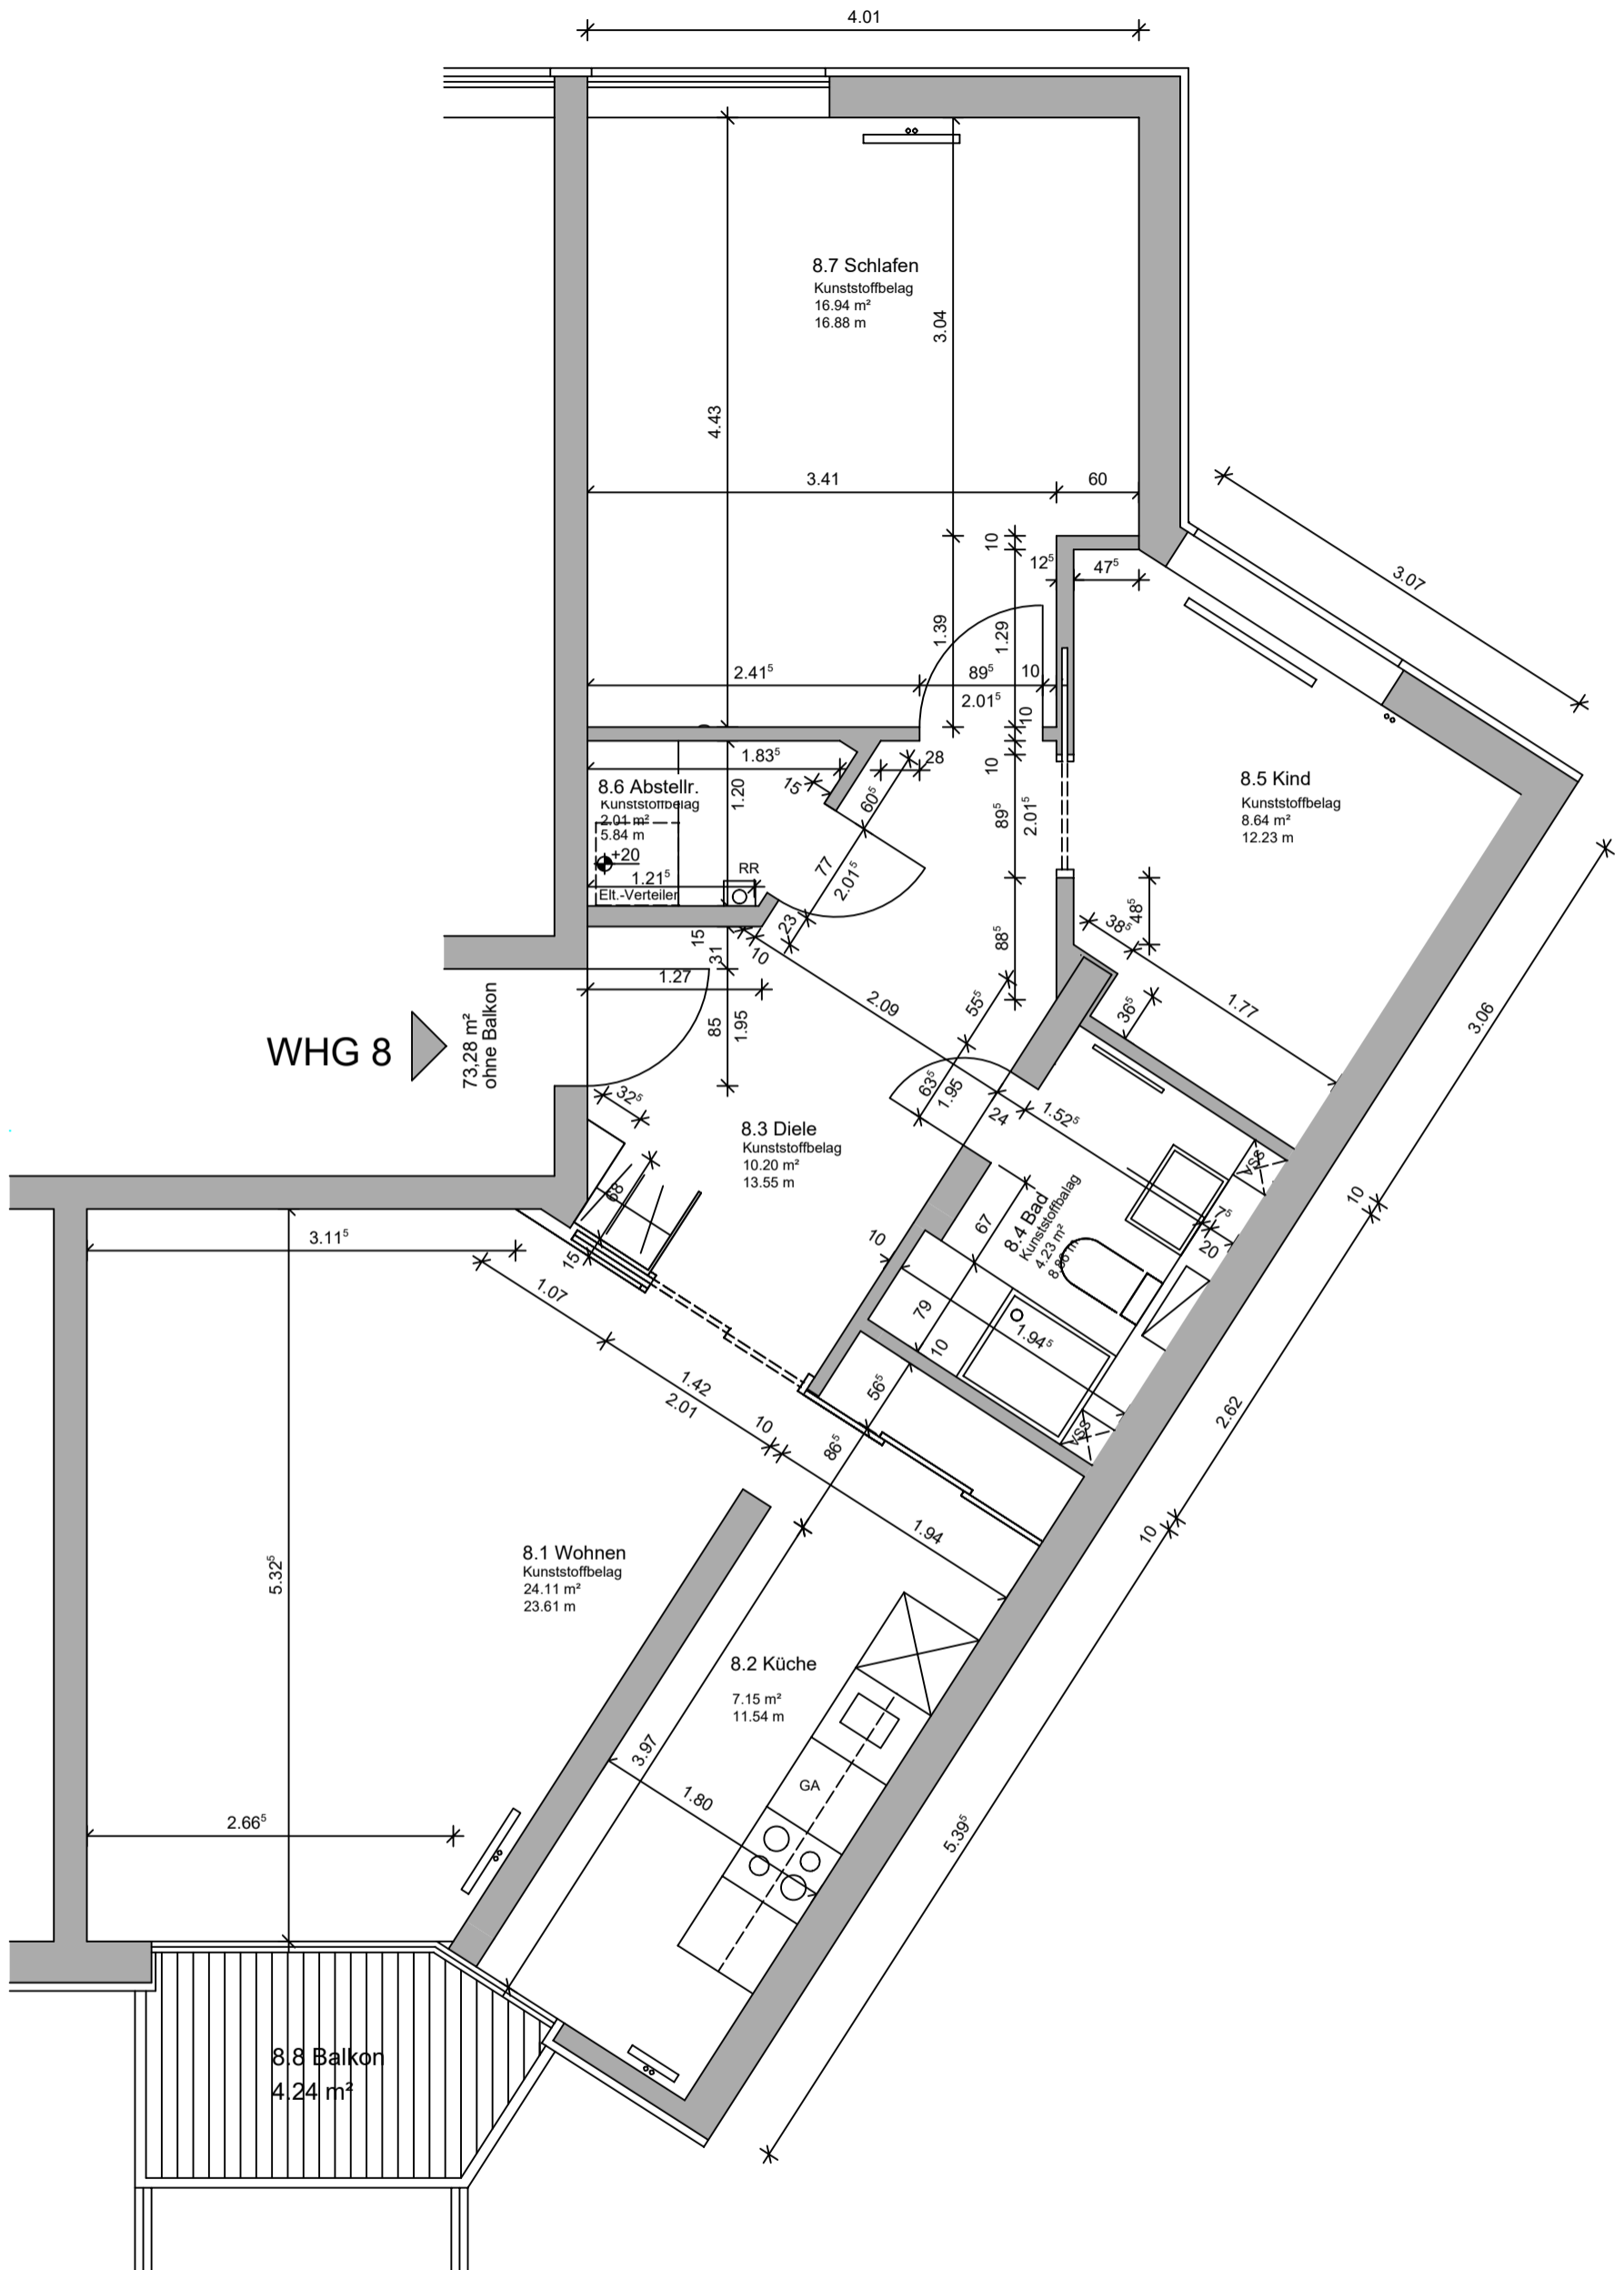 4.01
8.7 Schlafen
Kunststoffbelag
16.94 m²
16.88 m
3.04
4.43
3.41
60
3.07
10
12⁵
47⁵
1.39
1.29
2.41⁵
89⁵
10
2.01⁵
10
1.83⁵
28
10
15
1.20
60⁵
8.6 Abstellr.
Kunststoffbelag
2.01 m²
5.84 m
+20
1.21⁵
RR
Elt.-Verteiler
77
2.01⁵
89⁵
2.01⁵
8.5 Kind
Kunststoffbelag
8.64 m²
12.23 m
23
10
15
31
88⁵
38⁵
48⁵
1.27
2.09
55⁵
36⁵
1.77
3.06
WHG 8
73,28 m²
ohne Balkon
85
1.95
32⁵
63⁵
1.95
24
1.52⁵
8.3 Diele
Kunststoffbelag
10.20 m²
13.55 m
68
15
VSS
10
8.4 Bad
Kunststoffbalag
4.23 m²
8.86 m
67
10
7⁵
20
3.11⁵
1.07
79
10
1.94⁵
1.42
2.01
10
56⁵
86⁵
VSS
2.62
10
1.94
5.32⁵
8.1 Wohnen
Kunststoffbelag
24.11 m²
23.61 m
8.2 Küche
7.15 m²
11.54 m
3.97
1.80
GA
2.66⁵
5.39⁵
8.8 Balkon
4.24 m²